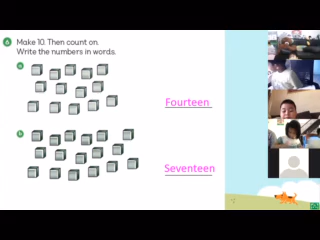 6 Make 10. Then count on.
Write the numbers in words.
a
Fourteen
b
Seventeen